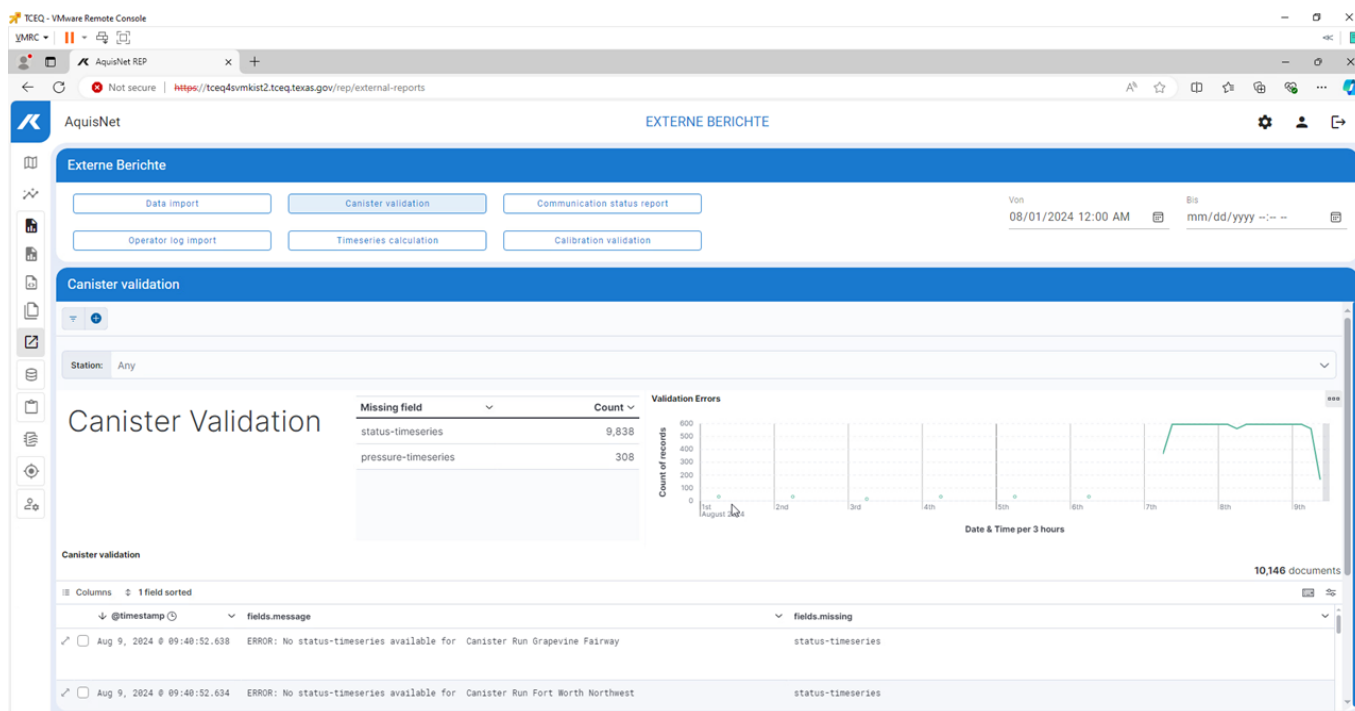 TCEQ - VMware Remote Console
VMRC
AquisNet REP
Not secure | https://tceq4svmkist2.tceq.texas.gov/rep/external-reports
AquisNet
EXTERNE BERICHTE
Externe Berichte
Data import
Canister validation
Communication status report
Von
08/01/2024 12:00 AM
Bis
mm/dd/yyyy --:-- --
Operator log import
Timeseries calculation
Calibration validation
Canister validation
Station: Any
Canister Validation
Missing field Count
status-timeseries 9,838
pressure-timeseries 308
Validation Errors
Count of records
600
500
400
300
200
100
0
1st 2nd 3rd 4th 5th 6th 7th 8th 9th
August 2024
Date & Time per 3 hours
Canister validation
10,146 documents
Columns 1 field sorted
@timestamp fields.message fields.missing
Aug 9, 2024 @ 09:40:52.638 ERROR: No status-timeseries available for Canister Run Grapevine Fairway status-timeseries
Aug 9, 2024 @ 09:40:52.634 ERROR: No status-timeseries available for Canister Run Fort Worth Northwest status-timeseries